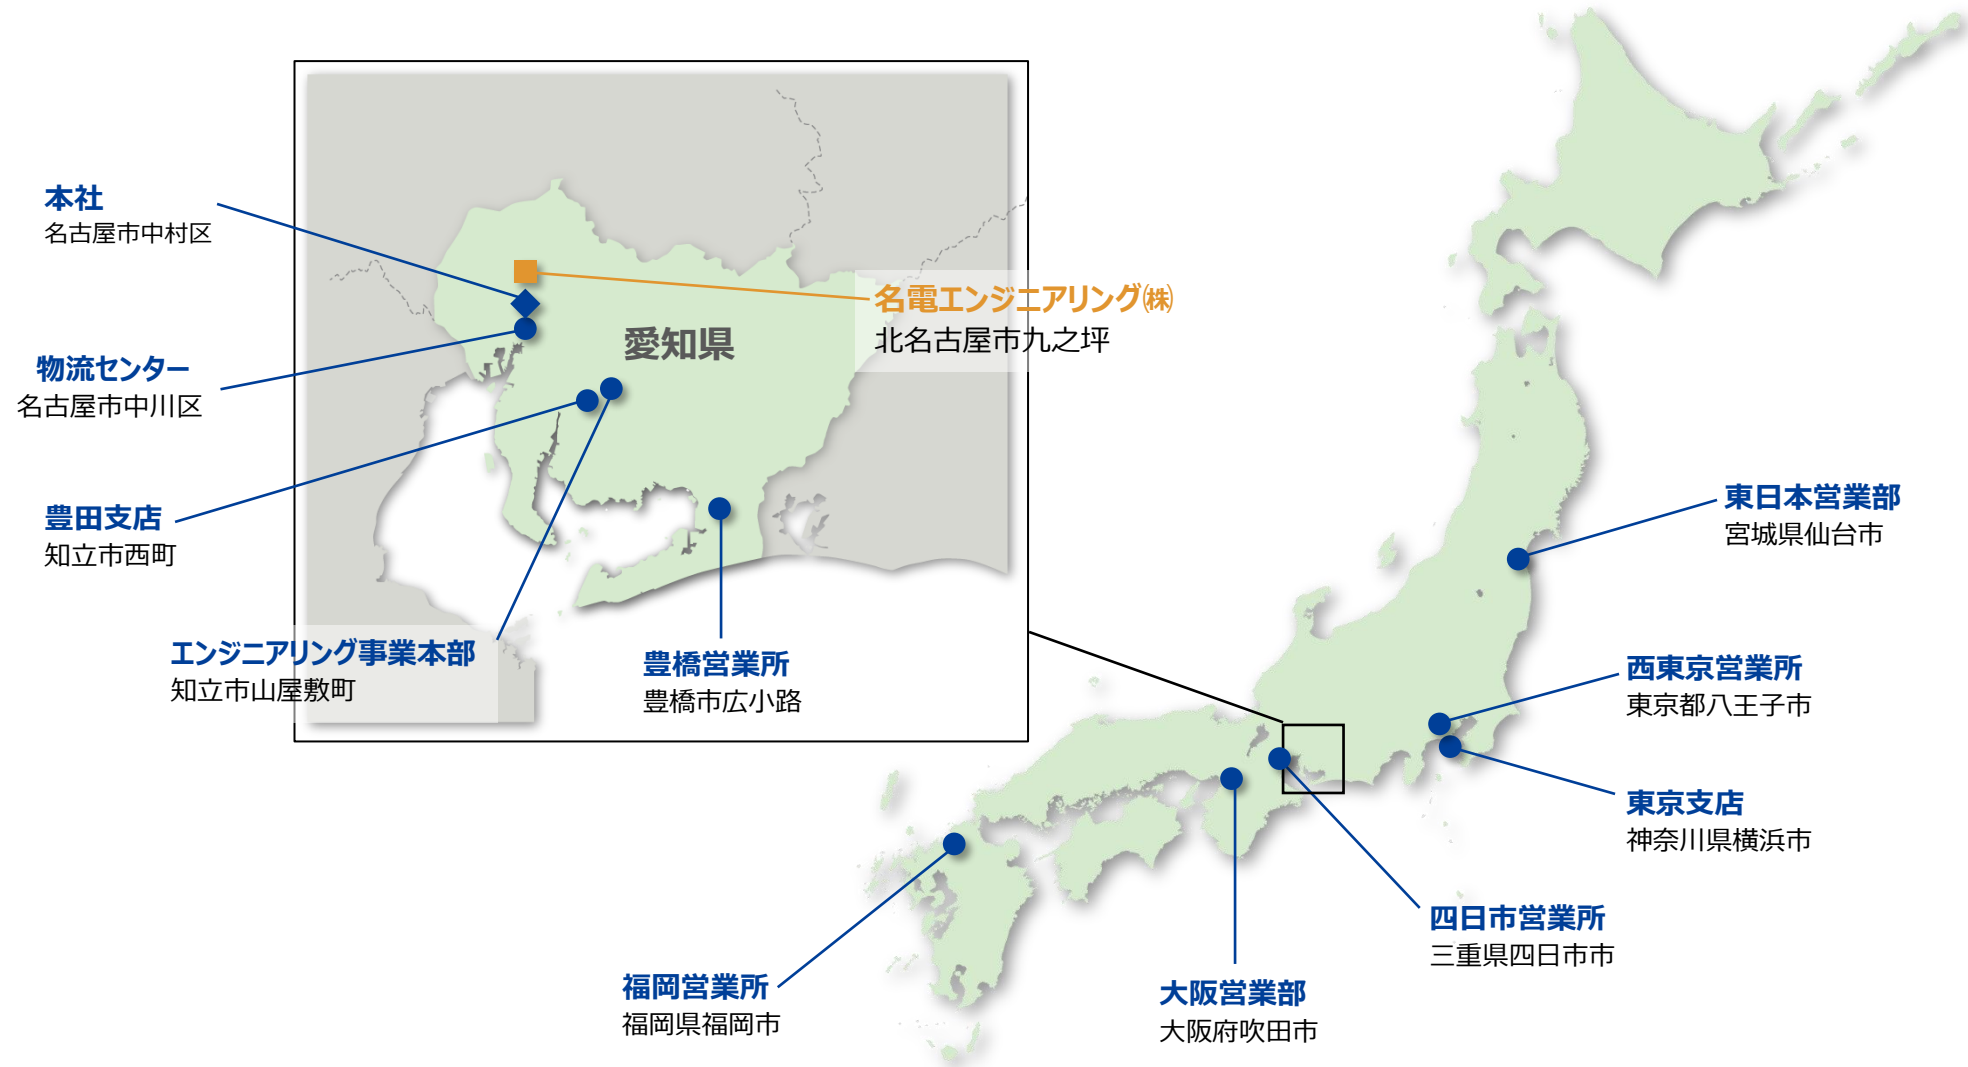 本社
名古屋市中村区
物流センター
名古屋市中川区
豊田支店
知立市西町
エンジニアリング事業本部
知立市山屋敷町
豊橋営業所
豊橋市広小路
愛知県
名電エンジニアリング㈱
北名古屋市九之坪
東日本営業部
宮城県仙台市
西東京営業所
東京都八王子市
東京支店
神奈川県横浜市
四日市営業所
三重県四日市市
大阪営業部
大阪府吹田市
福岡営業所
福岡県福岡市